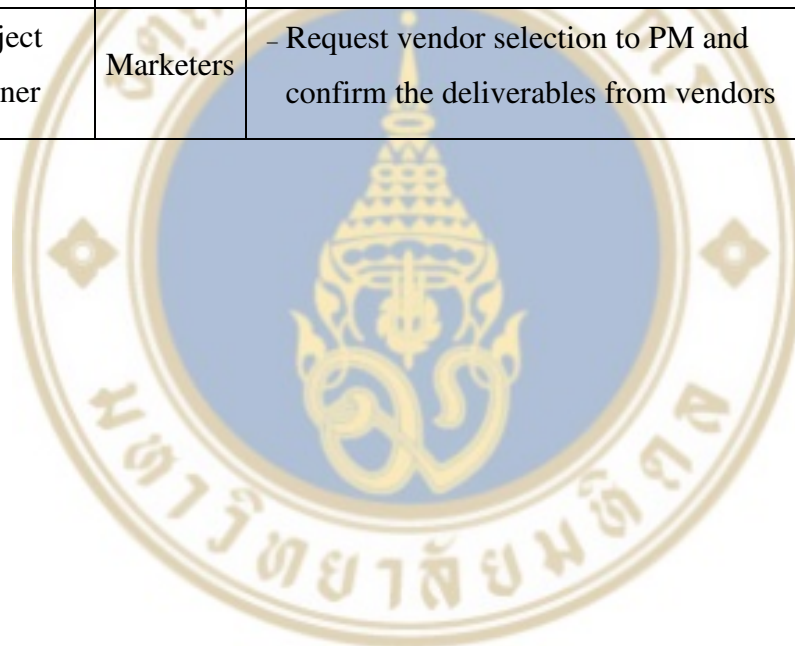 ject
ner
Marketers
– Request vendor selection to PM and
confirm the deliverables from vendors
มหาวิทยาลัยมหิดล